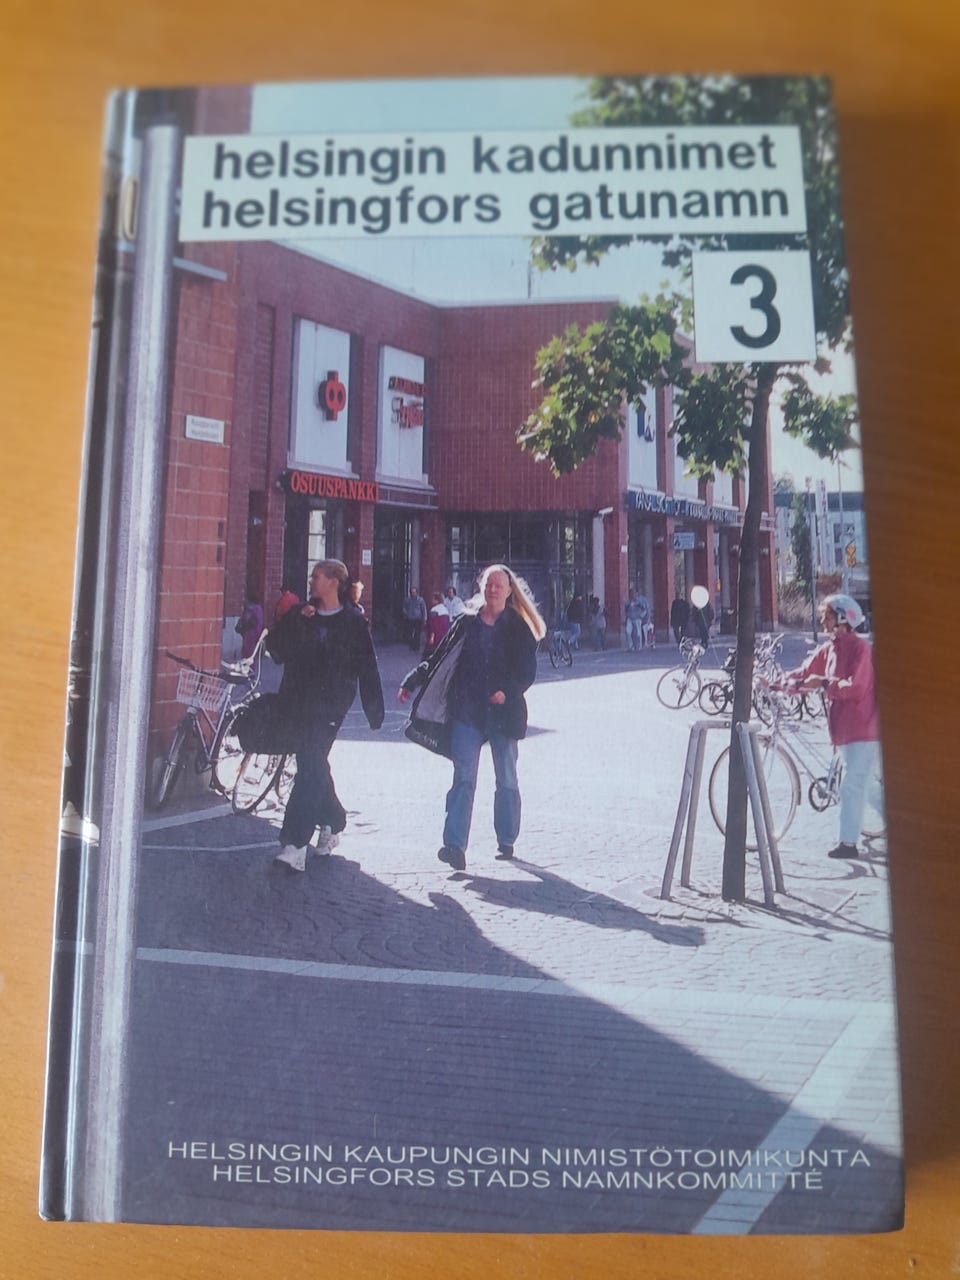 helsingin kadunnimet
helsingfors gatunamn
3
OSUUSPANKKI
HELSINGIN KAUPUNGIN NIMISTÖTOIMIKUNTA
HELSINGFORS STADS NAMNKOMMITTÉ